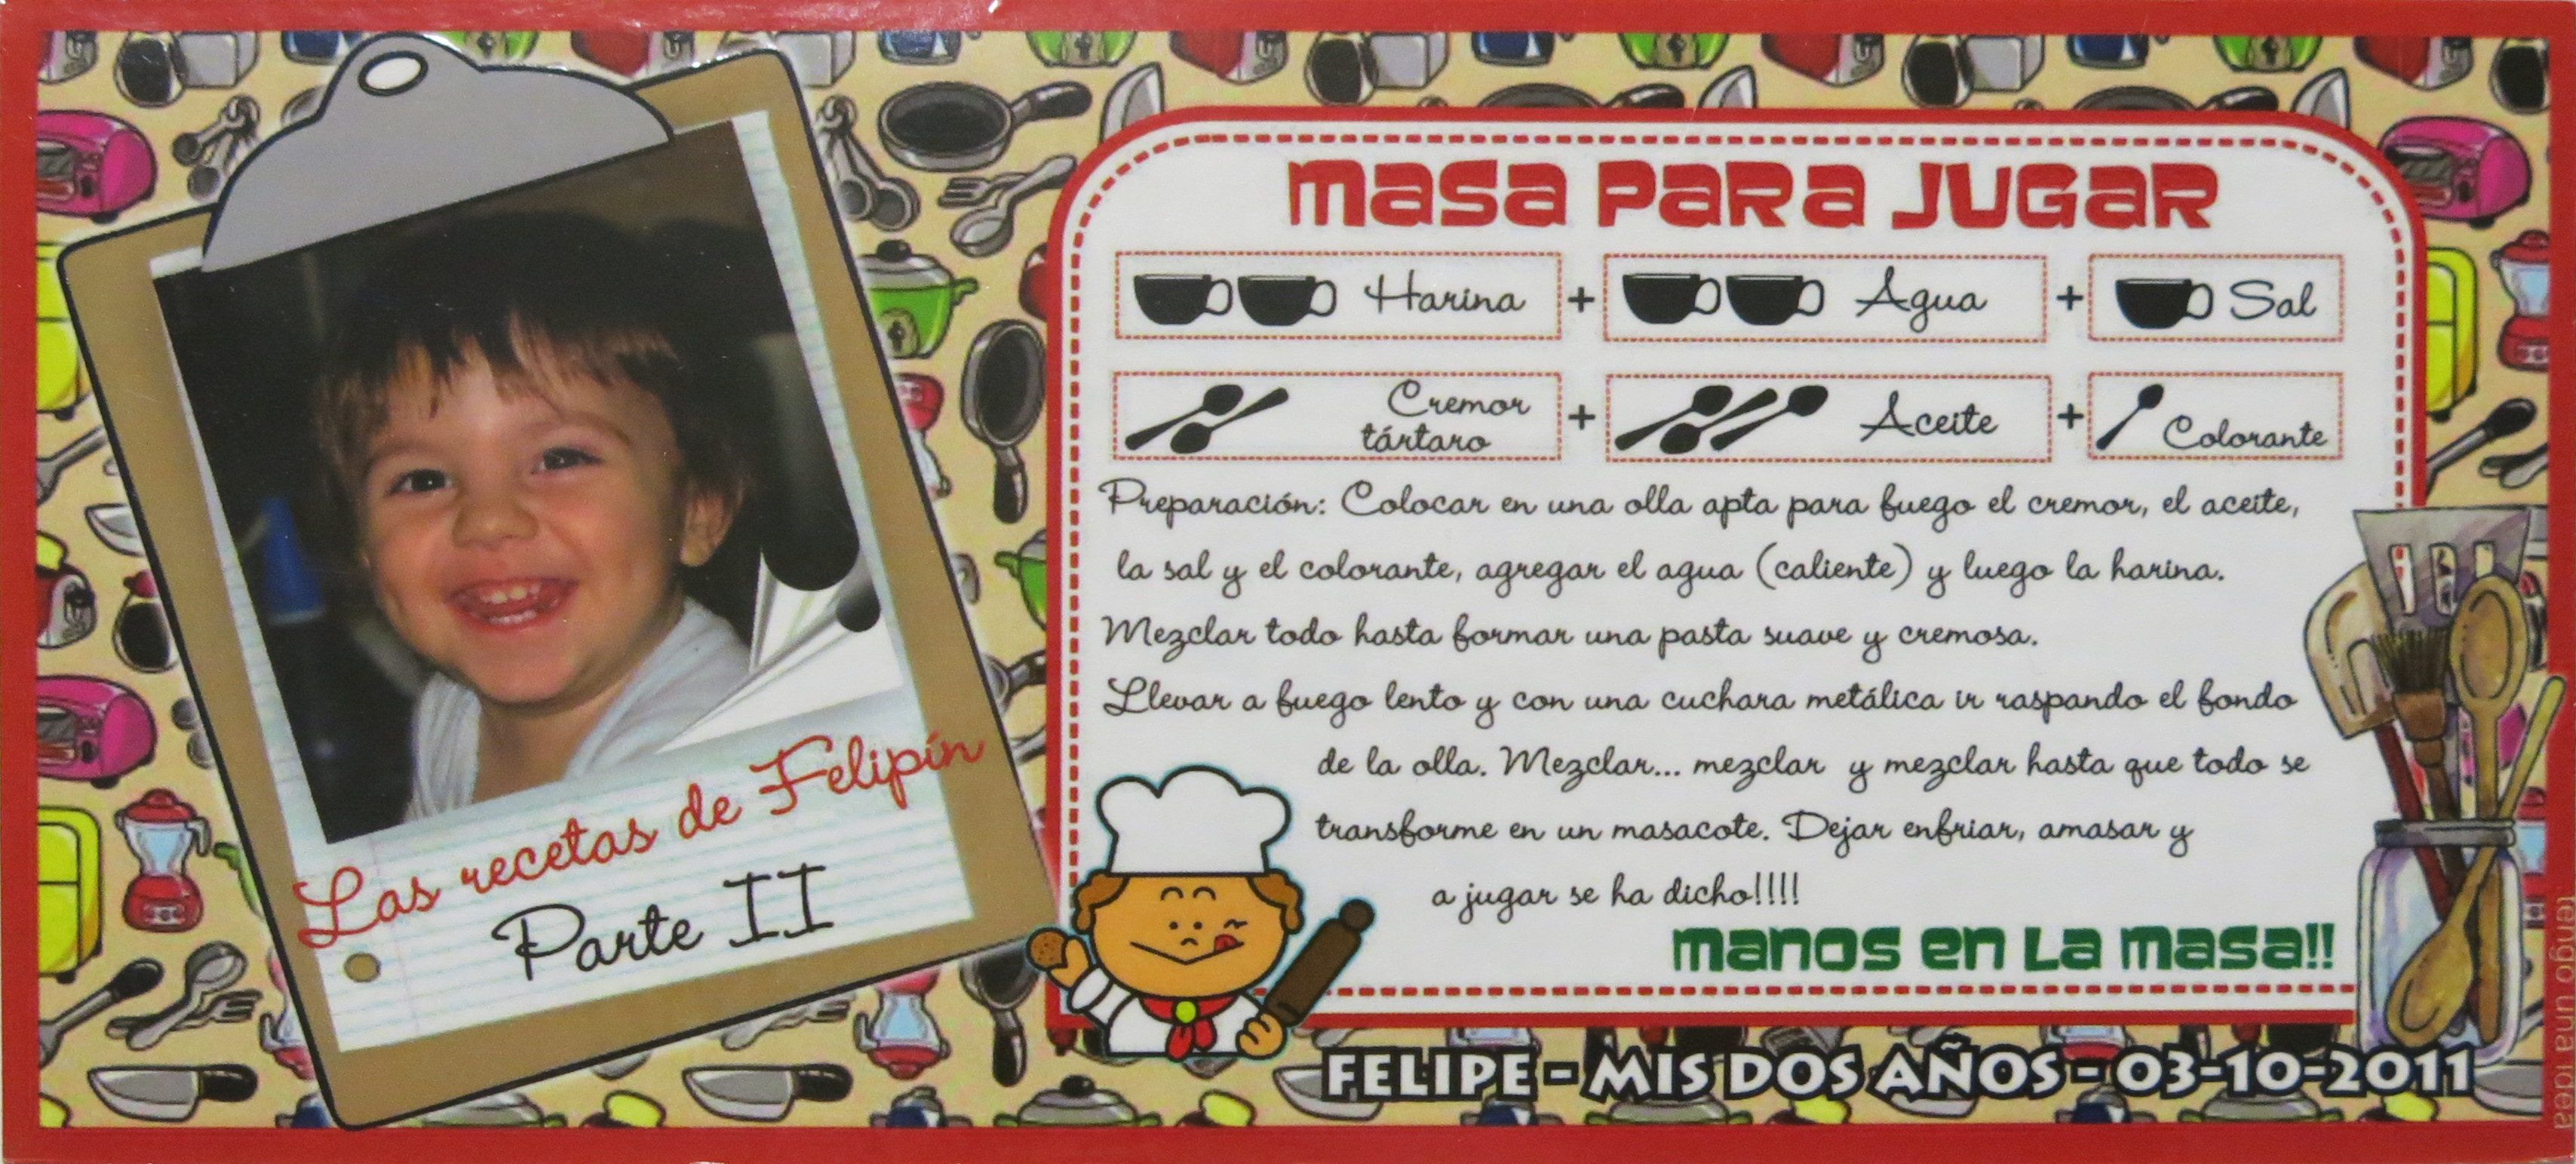 Las recetas de Felipín
Parte II
MASA PARA JUGAR
Harina + Agua + Sal
Cremor tártaro + Aceite + Colorante
Preparación: Colocar en una olla apta para fuego el cremor, el aceite,
la sal y el colorante, agregar el agua (caliente) y luego la harina.
Mezclar todo hasta formar una pasta suave y cremosa.
Llevar a fuego lento y con una cuchara metálica ir raspando el fondo
de la olla. Mezclar... mezclar y mezclar hasta que todo se
transforme en un masacote. Dejar enfriar, amasar y
a jugar se ha dicho!!!!
MANOS EN LA MASA!!
FELIPE - MIS DOS AÑOS - 03-10-2011
tengo una idea